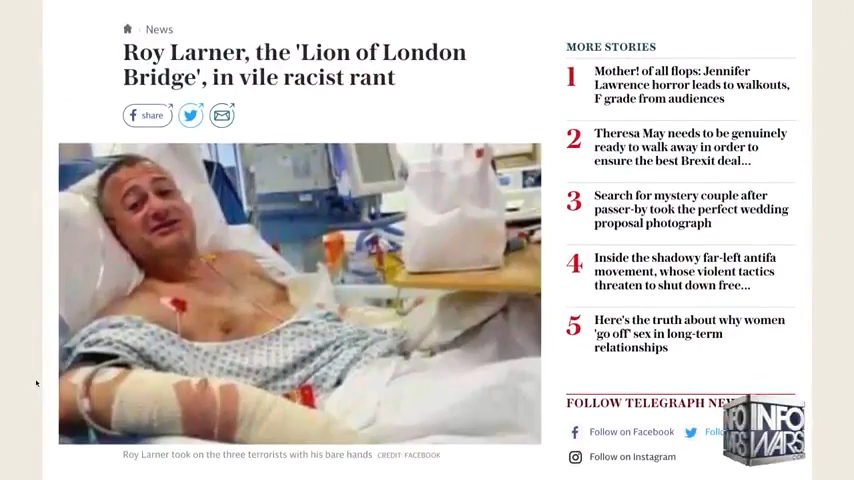 News
Roy Larner, the 'Lion of London
Bridge', in vile racist rant
share
Roy Larner took on the three terrorists with his bare hands CREDIT: FACEBOOK
MORE STORIES
1 Mother! of all flops: Jennifer
Lawrence horror leads to walkouts,
F grade from audiences
2 Theresa May needs to be genuinely
ready to walk away in order to
ensure the best Brexit deal...
3 Search for mystery couple after
passer-by took the perfect wedding
proposal photograph
4 Inside the shadowy far-left antifa
movement, whose violent tactics
threaten to shut down free...
5 Here's the truth about why women
'go off' sex in long-term
relationships
FOLLOW TELEGRAPH
Follow on Facebook
Follow on Instagram
INFO
WARS
.COM